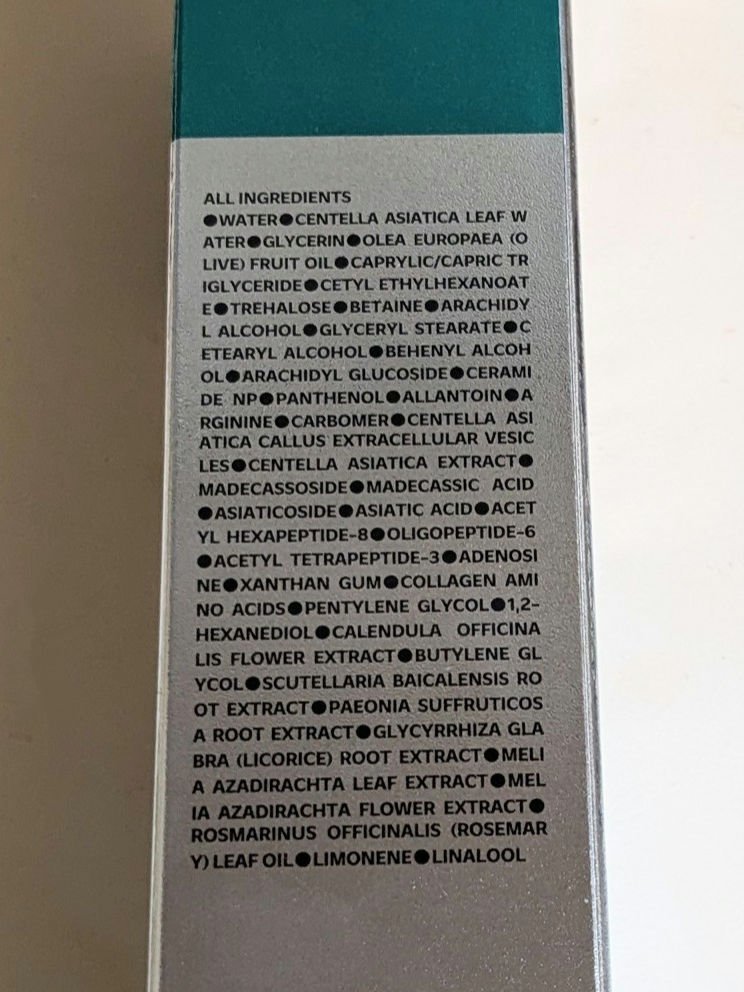 ALL INGREDIENTS
●WATER●CENTELLA ASIATICA LEAF W
ATER●GLYCERIN●OLEA EUROPAEA (O
LIVE) FRUIT OIL●CAPRYLIC/CAPRIC TR
IGLYCERIDE●CETYL ETHYLHEXANOAT
E●TREHALOSE●BETAINE●ARACHIDY
L ALCOHOL●GLYCERYL STEARATE●C
ETEARYL ALCOHOL●BEHENYL ALCOH
OL●ARACHIDYL GLUCOSIDE●CERAMI
DE NP●PANTHENOL●ALLANTOIN●A
RGININE●CARBOMER●CENTELLA ASI
ATICA CALLUS EXTRACELLULAR VESIC
LES●CENTELLA ASIATICA EXTRACT●
MADECASSOSIDE●MADECASSIC ACID
●ASIATICOSIDE●ASIATIC ACID●ACET
YL HEXAPEPTIDE-8●OLIGOPEPTIDE-6
●ACETYL TETRAPEPTIDE-3●ADENOSI
NE●XANTHAN GUM●COLLAGEN AMI
NO ACIDS●PENTYLENE GLYCOL●1,2-
HEXANEDIOL●CALENDULA OFFICINA
LIS FLOWER EXTRACT●BUTYLENE GL
YCOL●SCUTELLARIA BAICALENSIS RO
OT EXTRACT●PAEONIA SUFFRUTICOS
A ROOT EXTRACT●GLYCYRRHIZA GLA
BRA (LICORICE) ROOT EXTRACT●MELI
A AZADIRACHTA LEAF EXTRACT●MEL
IA AZADIRACHTA FLOWER EXTRACT●
ROSMARINUS OFFICINALIS (ROSEMAR
Y) LEAF OIL●LIMONENE●LINALOOL